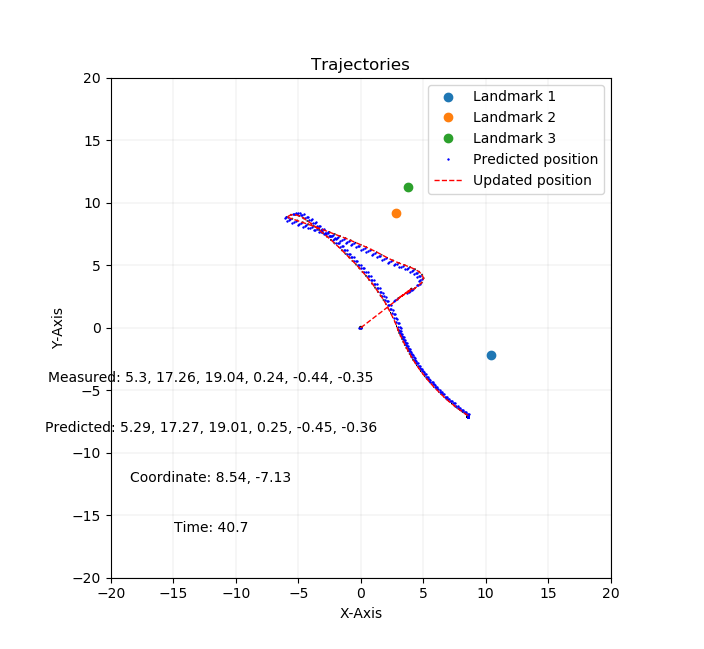 Trajectories
Landmark 1
Landmark 2
Landmark 3
Predicted position
Updated position
20
15
10
5
0
−5
−10
−15
−20
Y-Axis
Measured: 5.3, 17.26, 19.04, 0.24, -0.44, -0.35
Predicted: 5.29, 17.27, 19.01, 0.25, -0.45, -0.36
Coordinate: 8.54, -7.13
Time: 40.7
−20 −15 −10 −5 0 5 10 15 20
X-Axis